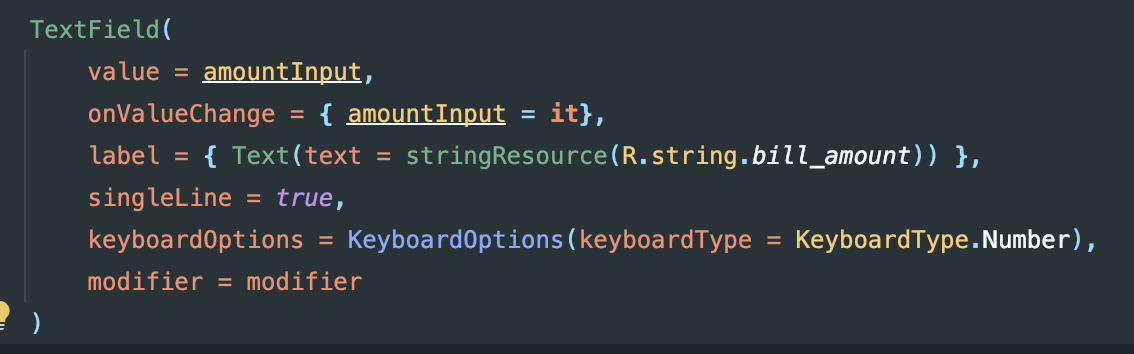 TextField(
    value = amountInput,
    onValueChange = { amountInput = it},
    label = { Text(text = stringResource(R.string.bill_amount)) },
    singleLine = true,
    keyboardOptions = KeyboardOptions(keyboardType = KeyboardType.Number),
    modifier = modifier
)